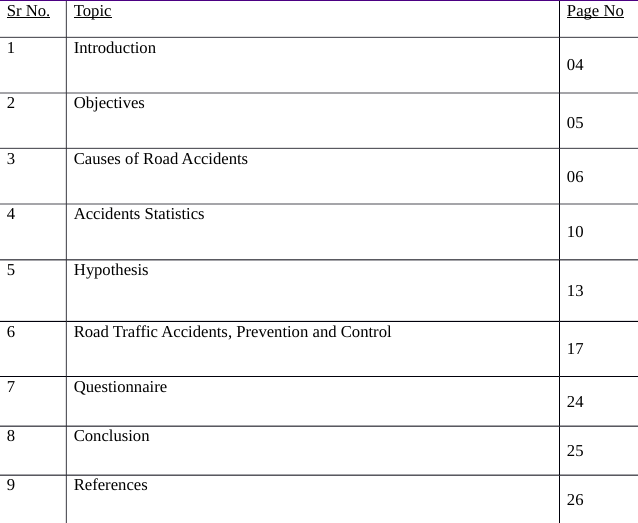 Sr No. Topic Page No
1 Introduction 04
2 Objectives 05
3 Causes of Road Accidents 06
4 Accidents Statistics 10
5 Hypothesis 13
6 Road Traffic Accidents, Prevention and Control 17
7 Questionnaire 24
8 Conclusion 25
9 References 26